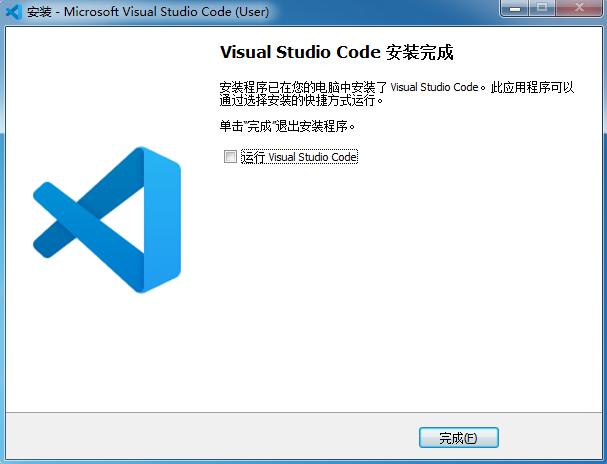 安装 - Microsoft Visual Studio Code (User)
Visual Studio Code 安装完成
安装程序已在您的电脑中安装了 Visual Studio Code。此应用程序可以
通过选择安装的快捷方式运行。
单击“完成”退出安装程序。
运行 Visual Studio Code
完成(F)